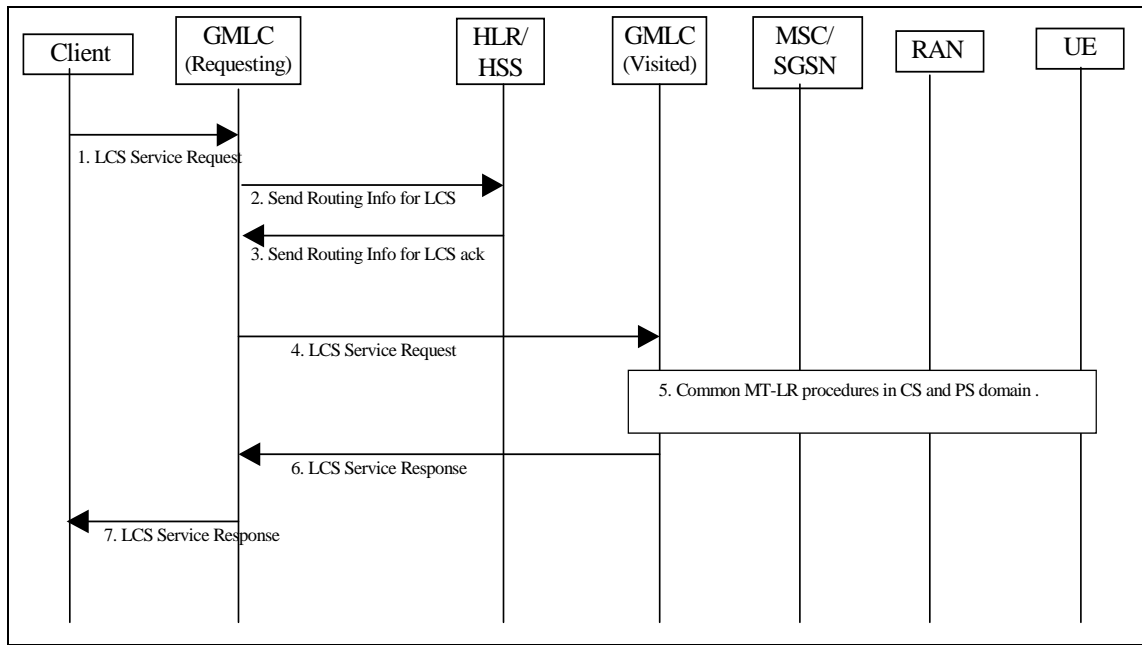 Client
GMLC
(Requesting)
HLR/
HSS
GMLC
(Visited)
MSC/
SGSN
RAN
UE
1. LCS Service Request
2. Send Routing Info for LCS
3. Send Routing Info for LCS ack
4. LCS Service Request
5. Common MT-LR procedures in CS and PS domain .
6. LCS Service Response
7. LCS Service Response